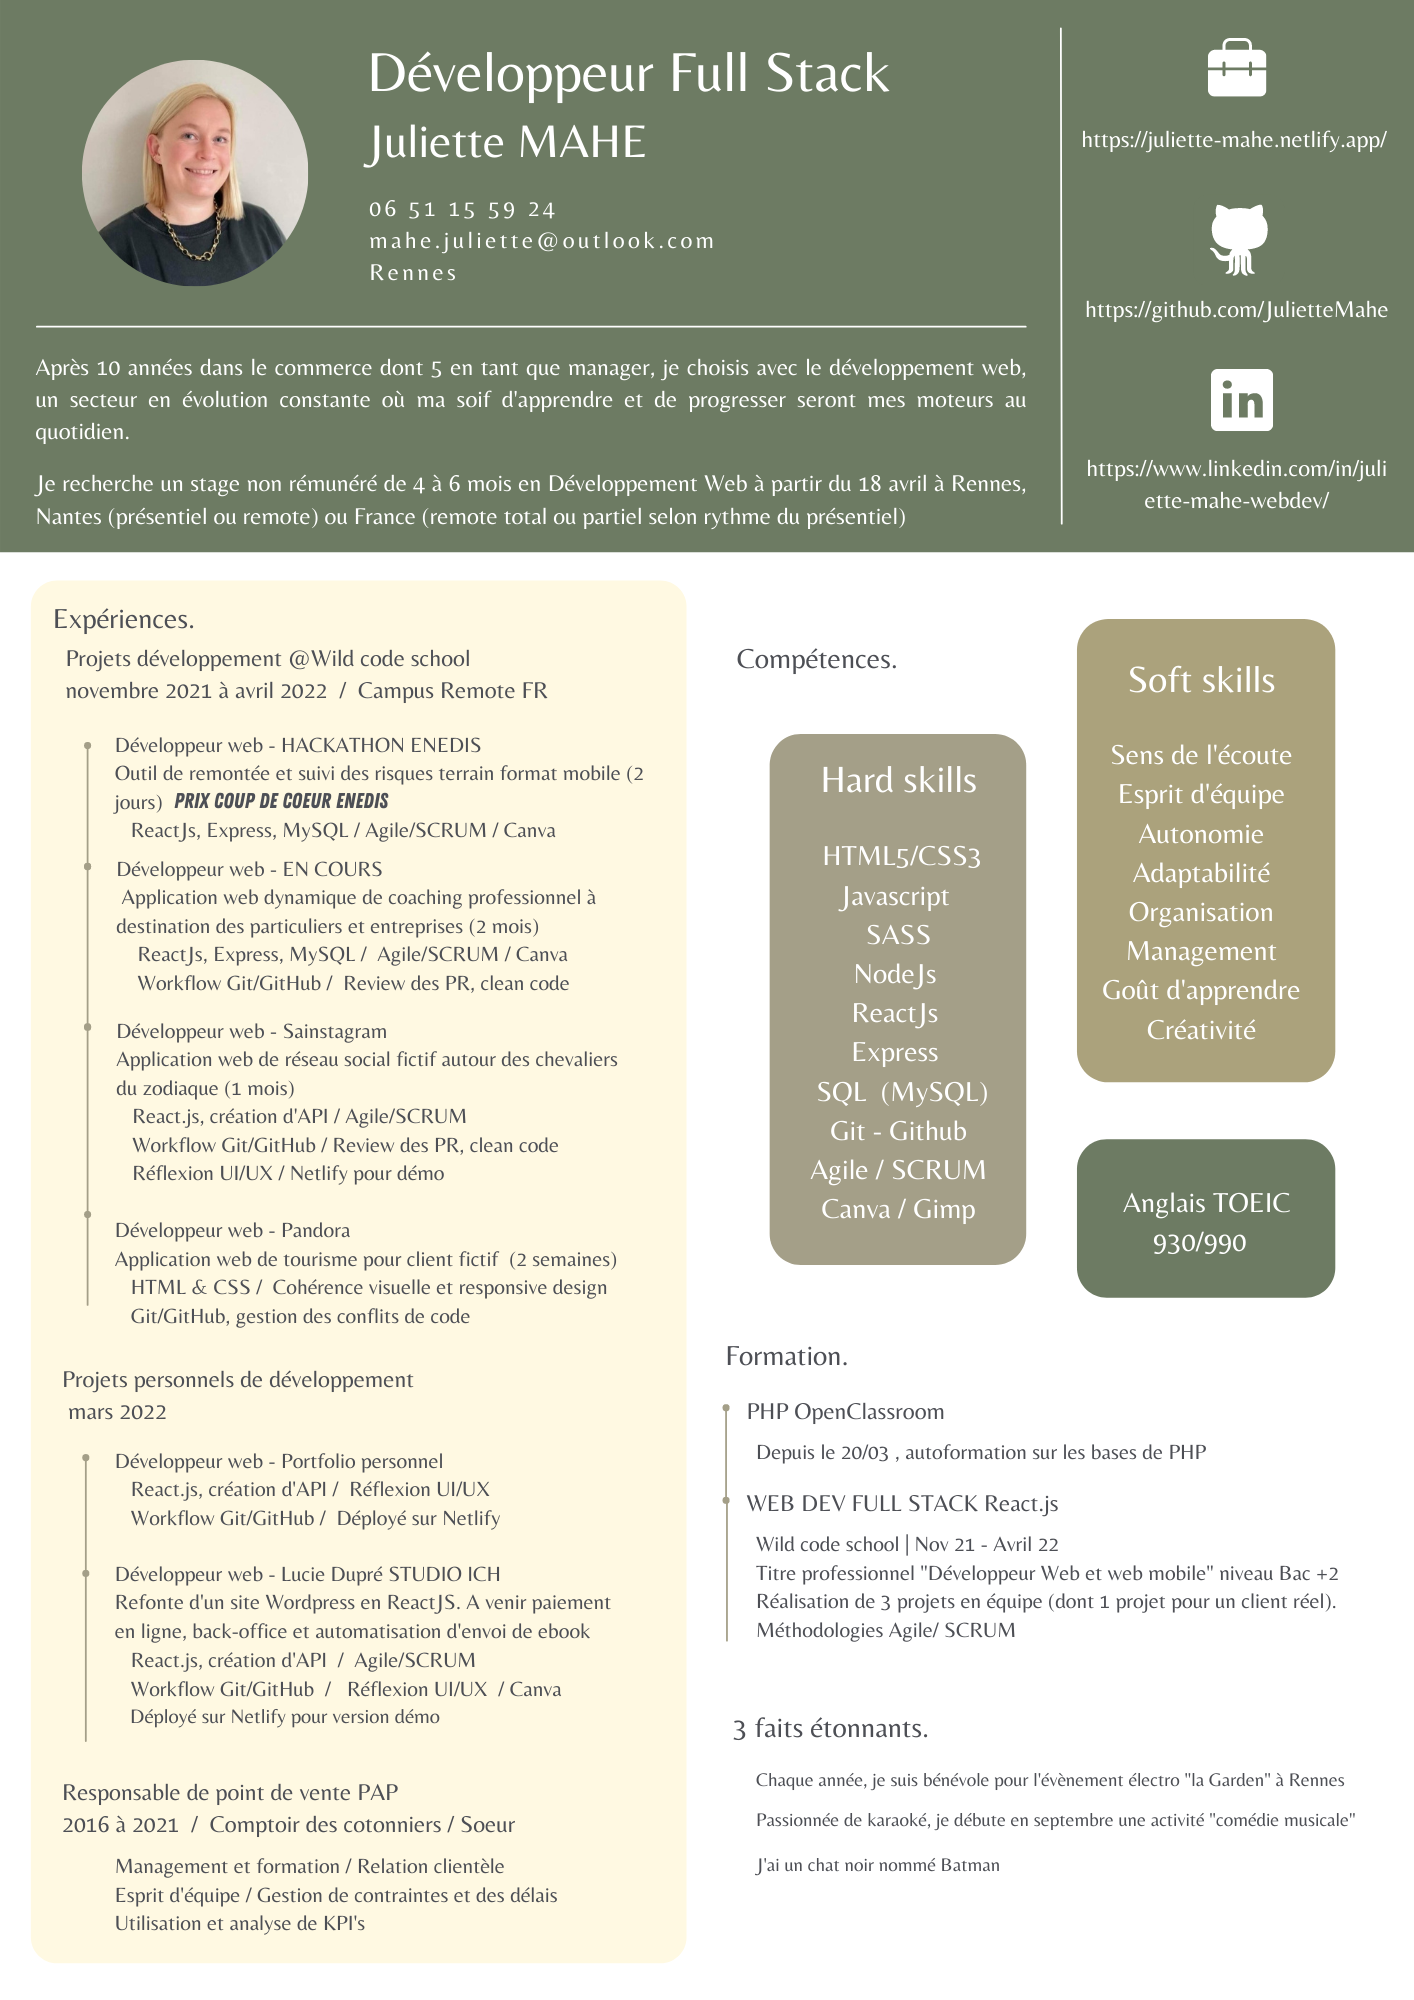 Développeur Full Stack
Juliette MAHE
06 51 15 59 24
mahe.juliette@outlook.com
Rennes
Après 10 années dans le commerce dont 5 en tant que manager, je choisis avec le développement web,
un secteur en évolution constante où ma soif d'apprendre et de progresser seront mes moteurs au
quotidien.
Je recherche un stage non rémunéré de 4 à 6 mois en Développement Web à partir du 18 avril à Rennes,
Nantes (présentiel ou remote) ou France (remote total ou partiel selon rythme du présentiel)
https://juliette-mahe.netlify.app/
https://github.com/JulietteMahe
in
https://www.linkedin.com/in/juli
ette-mahe-webdev/
Expériences.
Projets développement @Wild code school
novembre 2021 à avril 2022 / Campus Remote FR
Développeur web - HACKATHON ENEDIS
Outil de remontée et suivi des risques terrain format mobile (2
jours) PRIX COUP DE COEUR ENEDIS
ReactJs, Express, MySQL / Agile/SCRUM / Canva
Développeur web - EN COURS
Application web dynamique de coaching professionnel à
destination des particuliers et entreprises (2 mois)
ReactJs, Express, MySQL / Agile/SCRUM / Canva
Workflow Git/GitHub / Review des PR, clean code
Développeur web - Sainstagram
Application web de réseau social fictif autour des chevaliers
du zodiaque (1 mois)
React.js, création d'API / Agile/SCRUM
Workflow Git/GitHub / Review des PR, clean code
Réflexion UI/UX / Netlify pour démo
Développeur web - Pandora
Application web de tourisme pour client fictif (2 semaines)
HTML & CSS / Cohérence visuelle et responsive design
Git/GitHub, gestion des conflits de code
Projets personnels de développement
mars 2022
Développeur web - Portfolio personnel
React.js, création d'API / Réflexion UI/UX
Workflow Git/GitHub / Déployé sur Netlify
Développeur web - Lucie Dupré STUDIO ICH
Refonte d'un site Wordpress en ReactJS. A venir paiement
en ligne, back-office et automatisation d'envoi de ebook
React.js, création d'API / Agile/SCRUM
Workflow Git/GitHub / Réflexion UI/UX / Canva
Déployé sur Netlify pour version démo
Responsable de point de vente PAP
2016 à 2021 / Comptoir des cotonniers / Soeur
Management et formation / Relation clientèle
Esprit d'équipe / Gestion de contraintes et des délais
Utilisation et analyse de KPI's
Compétences.
Hard skills
HTML5/CSS3
Javascript
SASS
NodeJs
ReactJs
Express
SQL (MySQL)
Git - Github
Agile / SCRUM
Canva / Gimp
Soft skills
Sens de l'écoute
Esprit d'équipe
Autonomie
Adaptabilité
Organisation
Management
Goût d'apprendre
Créativité
Anglais TOEIC
930/990
Formation.
PHP OpenClassroom
Depuis le 20/03 , autoformation sur les bases de PHP
WEB DEV FULL STACK React.js
Wild code school | Nov 21 - Avril 22
Titre professionnel "Développeur Web et web mobile" niveau Bac +2
Réalisation de 3 projets en équipe (dont 1 projet pour un client réel).
Méthodologies Agile/ SCRUM
3 faits étonnants.
Chaque année, je suis bénévole pour l'évènement électro "la Garden" à Rennes
Passionnée de karaoké, je débute en septembre une activité "comédie musicale"
J'ai un chat noir nommé Batman